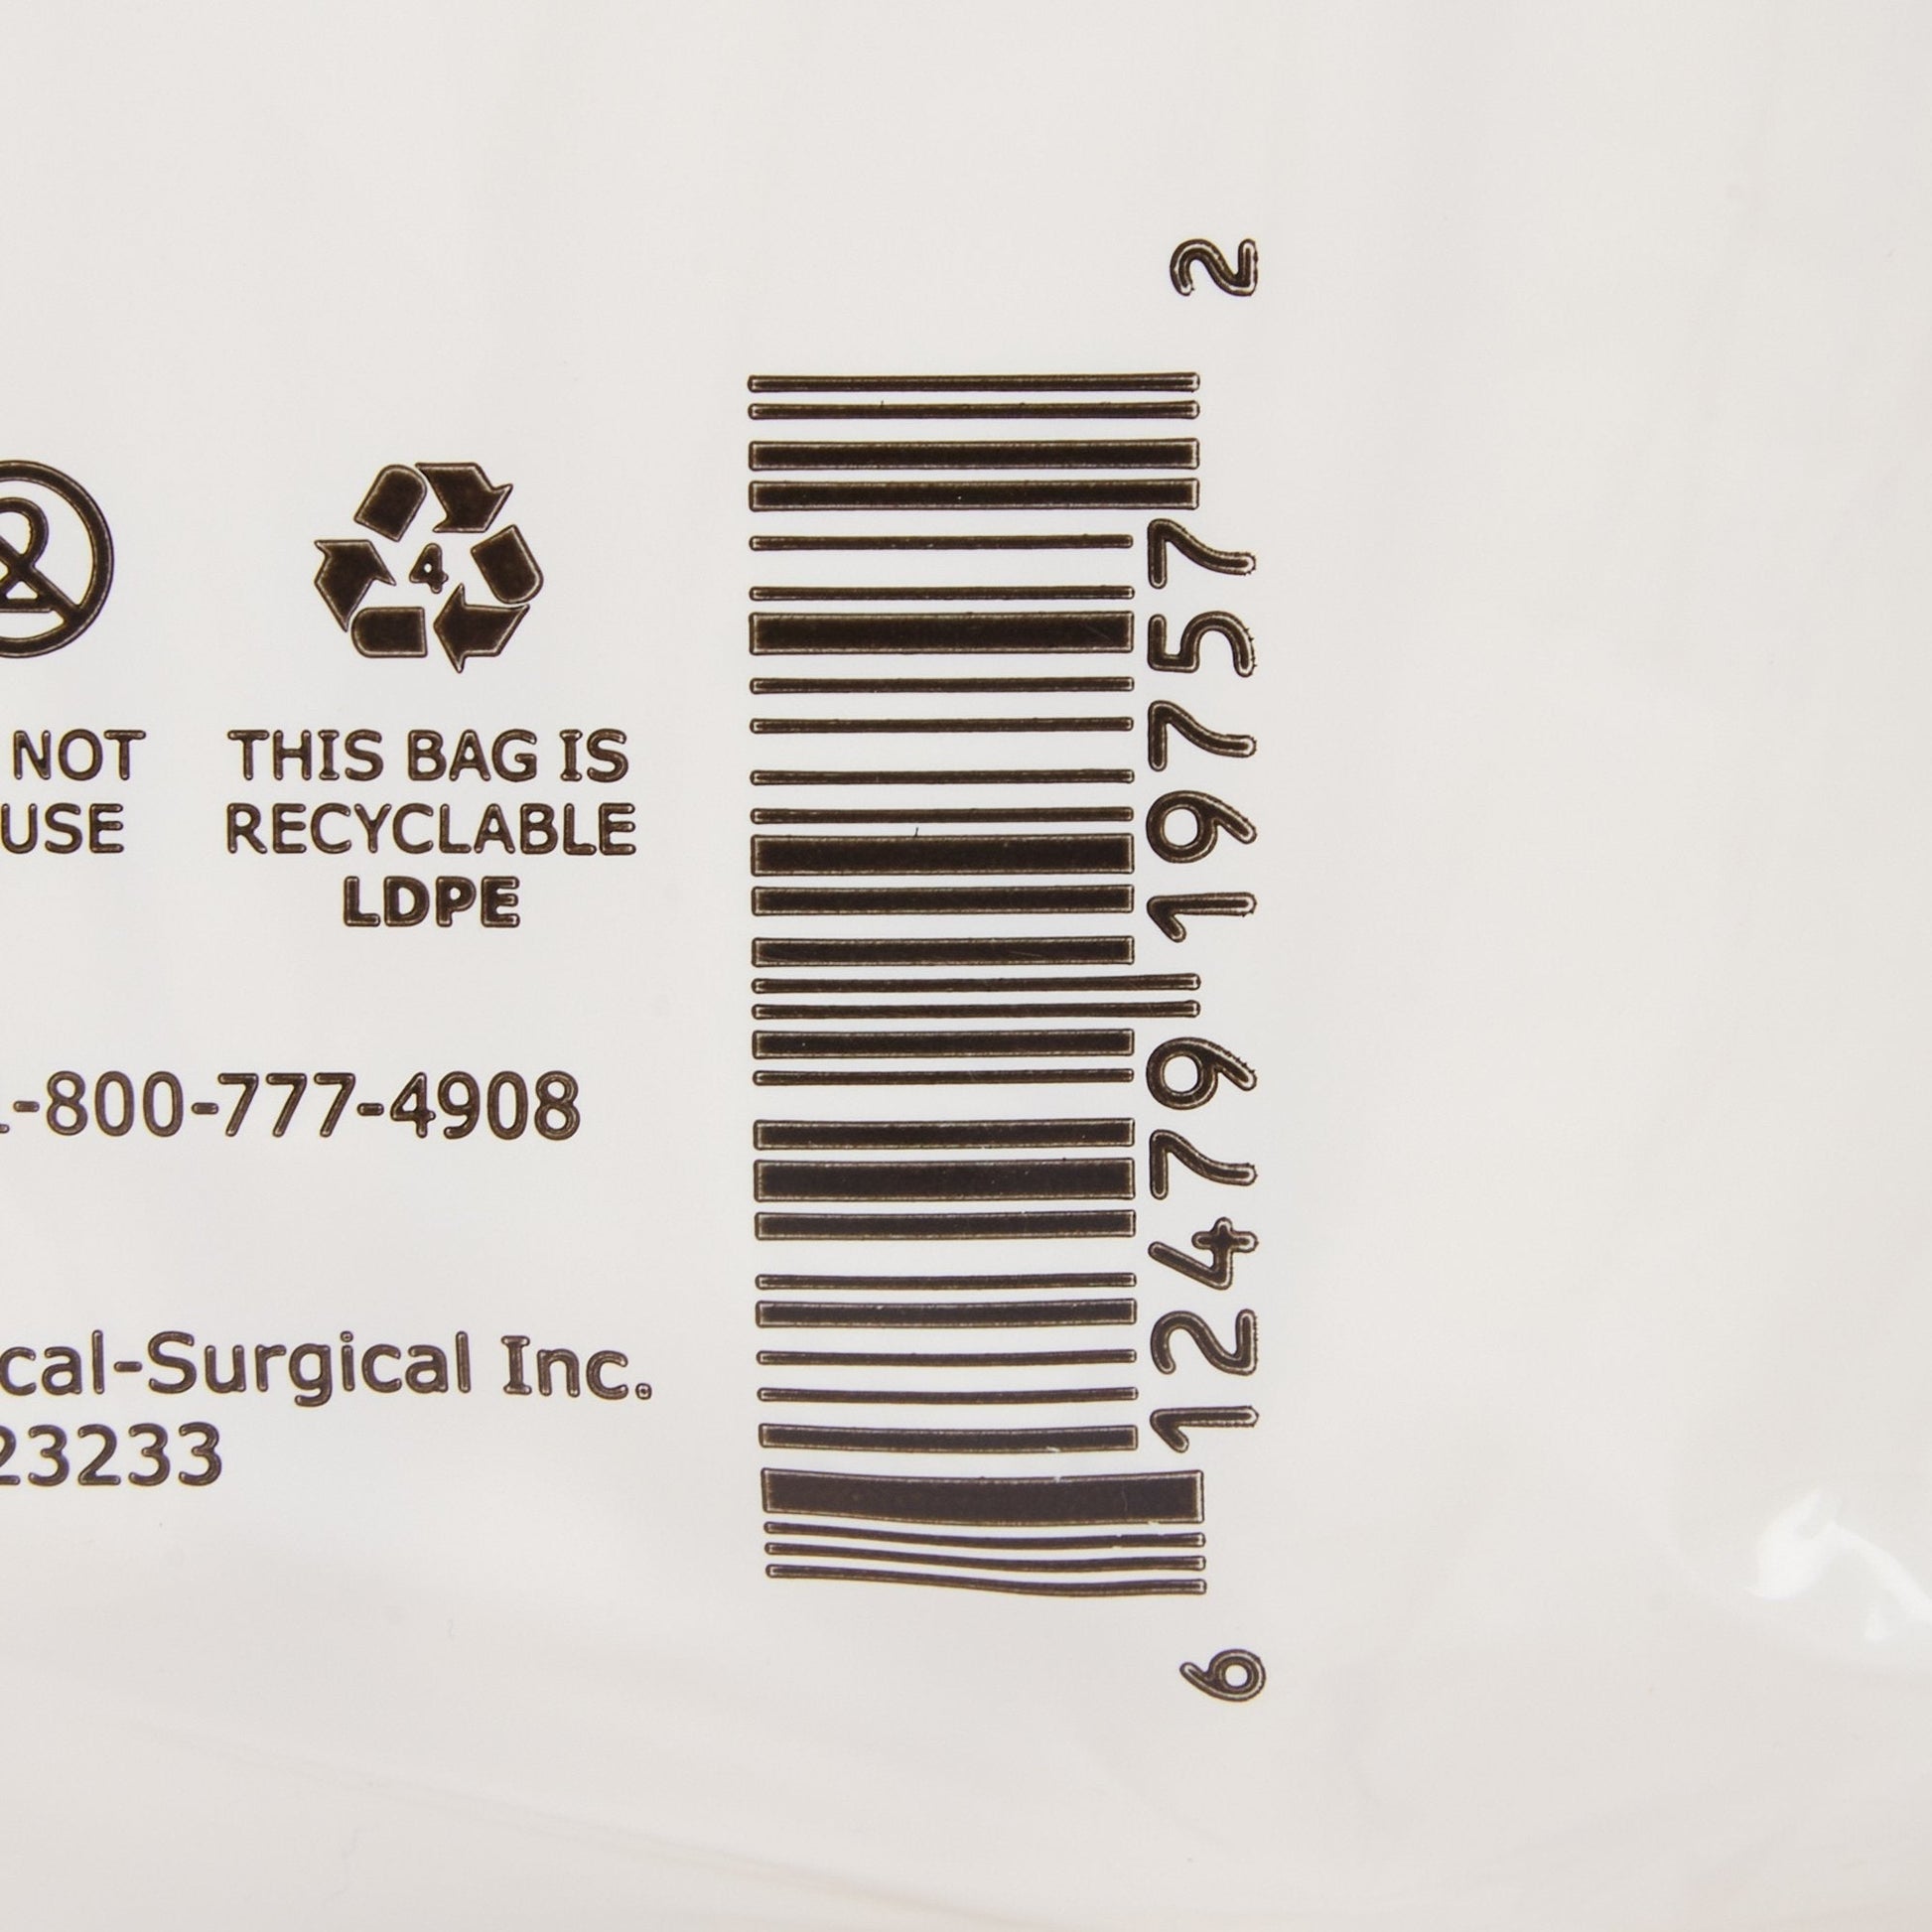 NOT
USE
4
THIS BAG IS
RECYCLABLE
LDPE
1-800-777-4908
cal-Surgical Inc.
23233
6 12479 19757 2